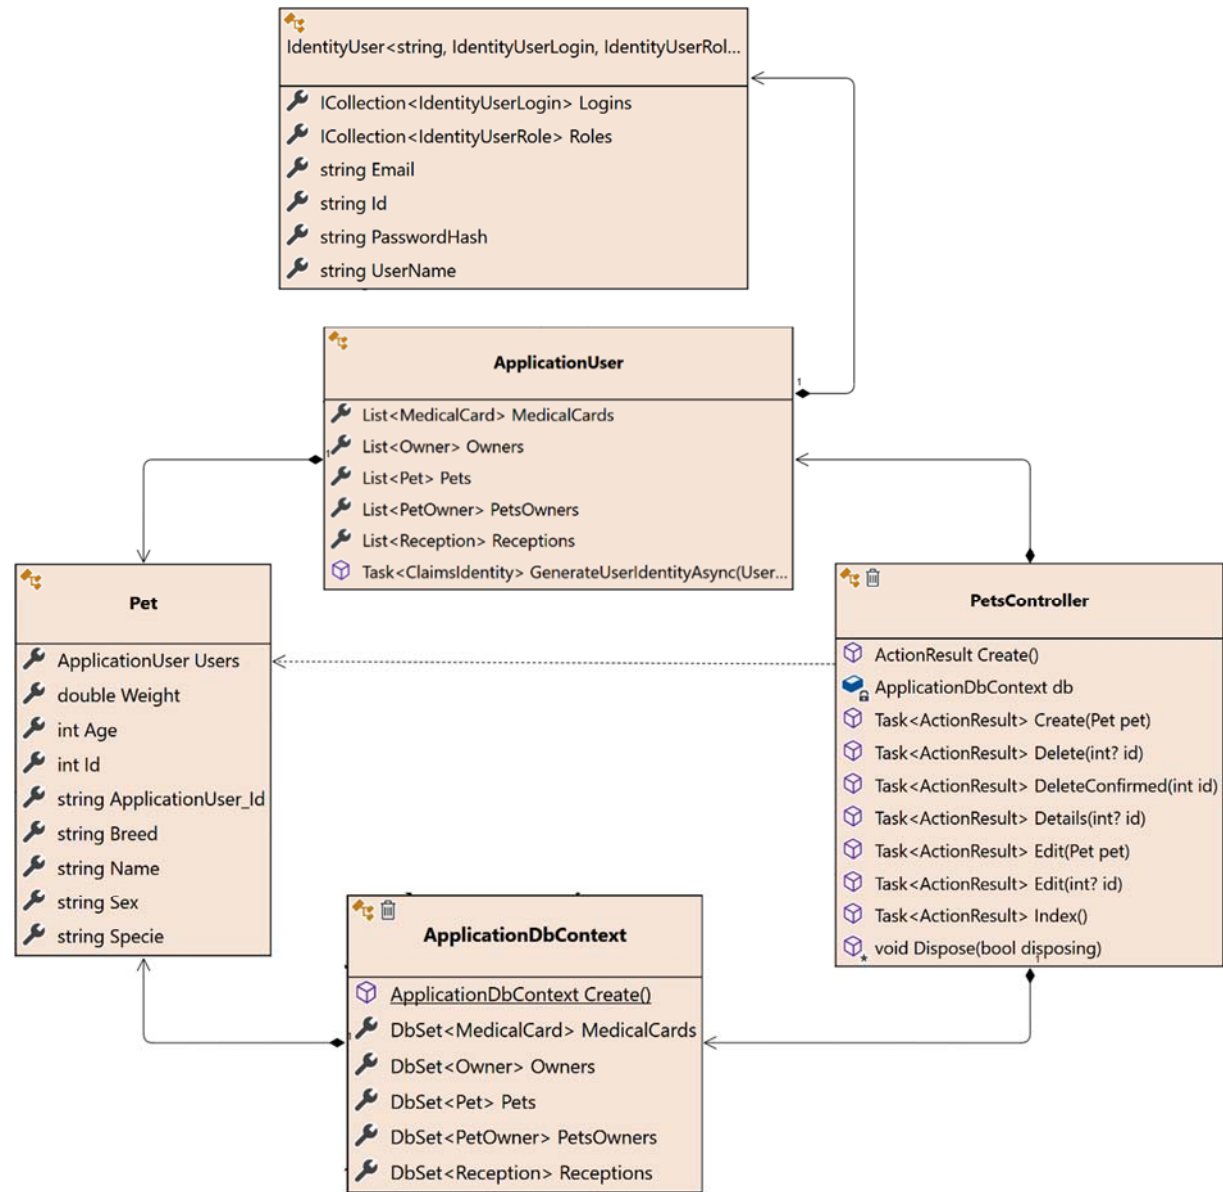 IdentityUser<string, IdentityUserLogin, IdentityUserRol...
ICollection<IdentityUserLogin> Logins
ICollection<IdentityUserRole> Roles
string Email
string Id
string PasswordHash
string UserName
ApplicationUser
1
List<MedicalCard> MedicalCards
List<Owner> Owners
1
List<Pet> Pets
List<PetOwner> PetsOwners
List<Reception> Receptions
Task<ClaimsIdentity> GenerateUserIdentityAsync(User...
Pet
ApplicationUser Users
double Weight
int Age
int Id
string ApplicationUser_Id
string Breed
string Name
string Sex
string Specie
PetsController
ActionResult Create()
ApplicationDbContext db
Task<ActionResult> Create(Pet pet)
Task<ActionResult> Delete(int? id)
Task<ActionResult> DeleteConfirmed(int id)
Task<ActionResult> Details(int? id)
Task<ActionResult> Edit(Pet pet)
Task<ActionResult> Edit(int? id)
Task<ActionResult> Index()
void Dispose(bool disposing)
1
ApplicationDbContext
ApplicationDbContext Create()
DbSet<MedicalCard> MedicalCards
1
DbSet<Owner> Owners
DbSet<Pet> Pets
DbSet<PetOwner> PetsOwners
DbSet<Reception> Receptions